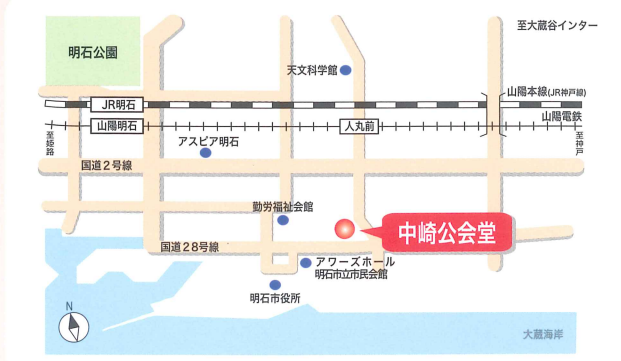 至大蔵谷インター
明石公園
天文科学館
山陽本線(JR神戸線)
JR明石
山陽電鉄
山陽明石
人丸前
至姫路
至神戸
アスピア明石
国道2号線
勤労福祉会館
中崎公会堂
国道28号線
アワーズホール
明石市立市民会館
明石市役所
N
大蔵海岸